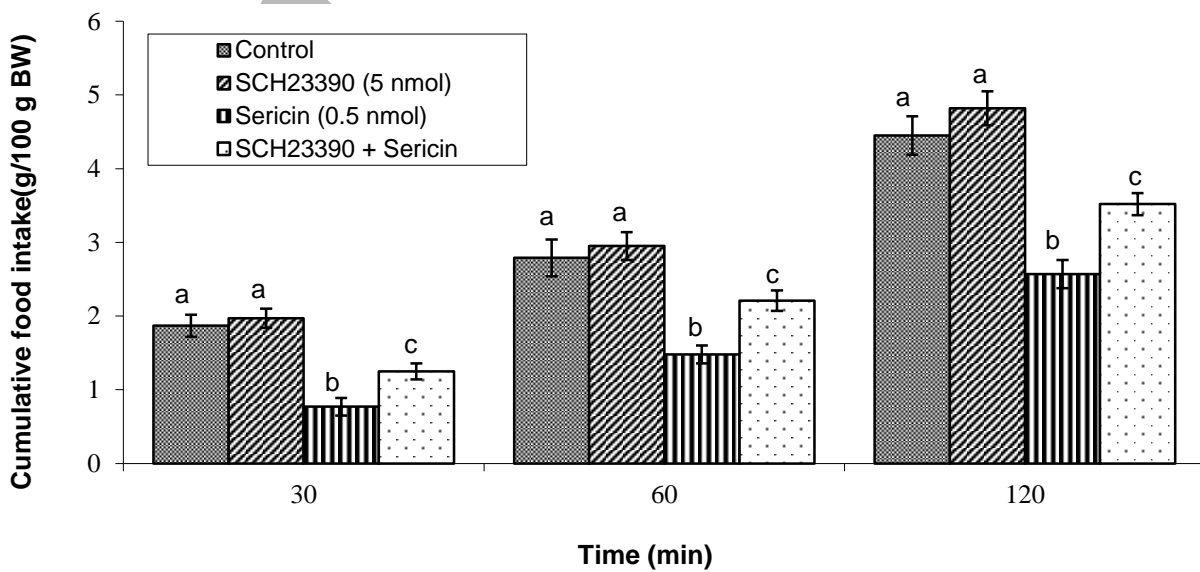 Cumulative food intake(g/100 g BW)
6
5
4
3
2
1
0
Control
SCH23390 (5 nmol)
Sericin (0.5 nmol)
SCH23390 + Sericin
a
a
b
c
a
a
b
c
a
a
b
c
30
60
120
Time (min)